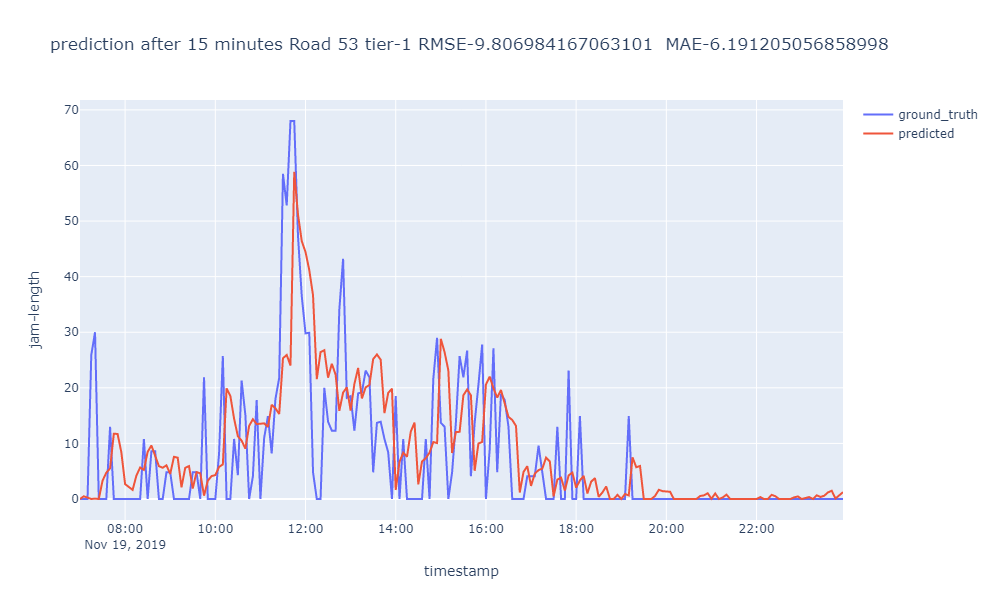 prediction after 15 minutes Road 53 tier-1 RMSE-9.806984167063101  MAE-6.191205056858998
ground_truth
predicted
70
60
50
40
30
20
10
0
jam-length
08:00 10:00 12:00 14:00 16:00 18:00 20:00 22:00
Nov 19, 2019
timestamp